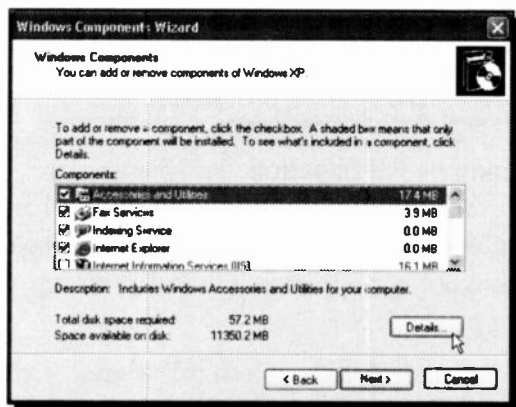 Windows Components Wizard
Windows Components
You can add or remove components of Windows XP.
To add or remove a component, click the checkbox. A shaded box means that only
part of the component will be installed. To see what's included in a component, click
Details.
Components:
Accessories and Utilities 17.4 MB
Fax Services 3.9 MB
Indexing Service 0.0 MB
Internet Explorer 0.0 MB
Internet Information Services (IIS) 16.1 MB
Description: Includes Windows Accessories and Utilities for your computer.
Total disk space required: 57.2 MB
Space available on disk: 11350.2 MB
Details...
< Back Next > Cancel